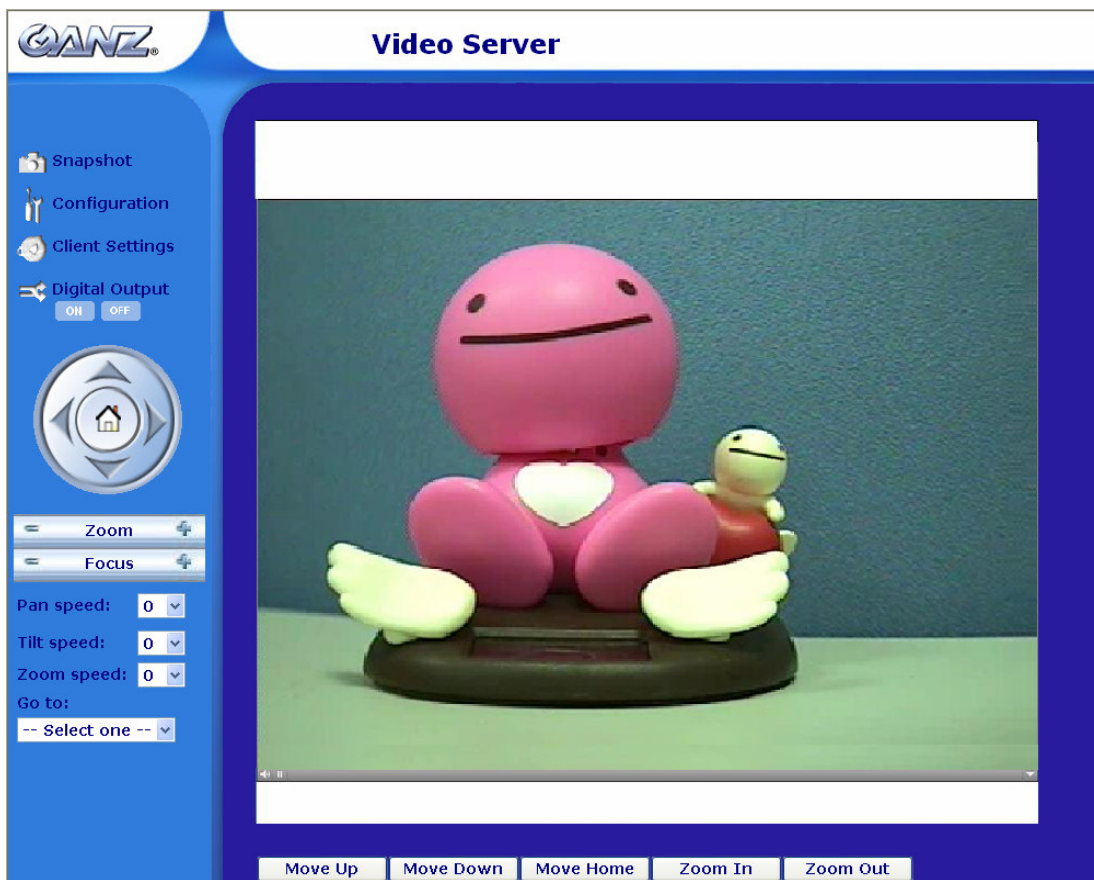 GANZ®
Video Server
Snapshot
Configuration
Client Settings
Digital Output
ON OFF
Zoom
Focus
Pan speed: 0
Tilt speed: 0
Zoom speed: 0
Go to:
-- Select one --
Move Up Move Down Move Home Zoom In Zoom Out